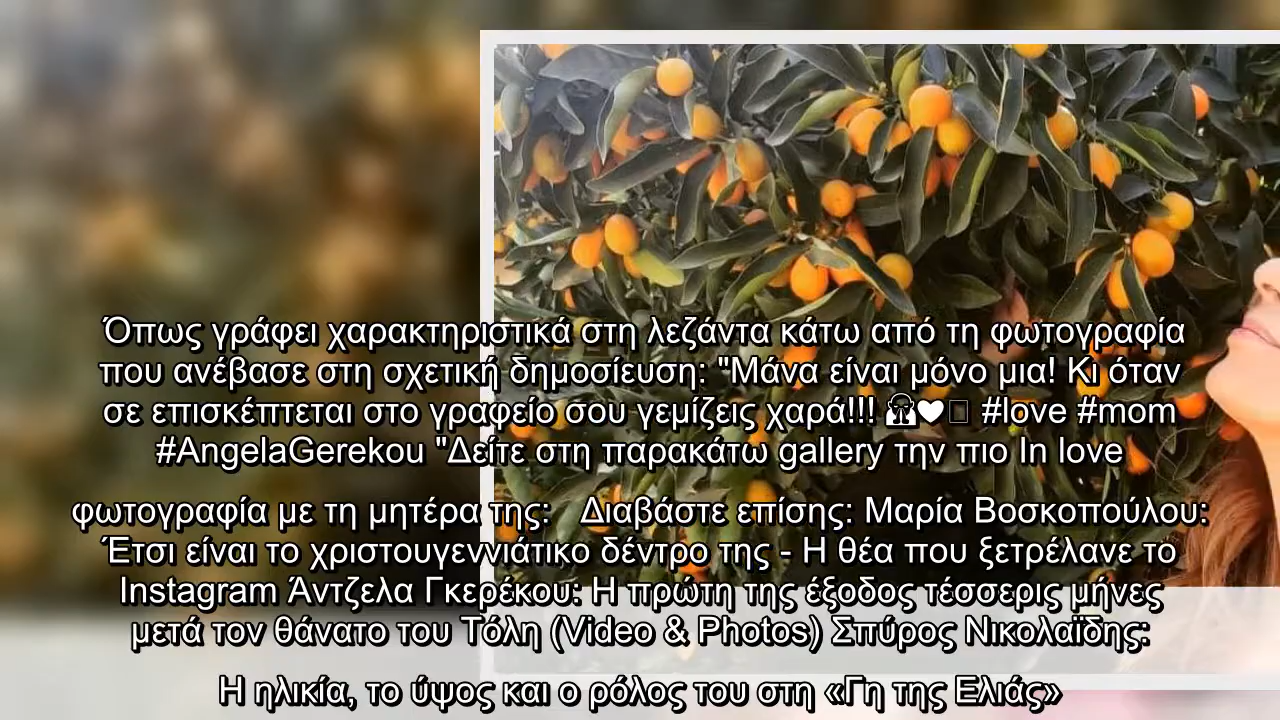 Όπως γράφει χαρακτηριστικά στη λεζάντα κάτω από τη φωτογραφία
που ανέβασε στη σχετική δημοσίευση: "Μάνα είναι μόνο μια! Κι όταν
σε επισκέπτεται στο γραφείο σου γεμίζεις χαρά!!! #love #mom
#AngelaGerekou "Δείτε στη παρακάτω gallery την πιο In love
φωτογραφία με τη μητέρα της: Διαβάστε επίσης: Μαρία Βοσκοπούλου:
Έτσι είναι το χριστουγεννιάτικο δέντρο της - Η θέα που ξετρέλανε το
Instagram Άντζελα Γκερέκου: Η πρώτη της έξοδος τέσσερις μήνες
μετά τον θάνατο του Τόλη (Video & Photos) Σπύρος Νικολαΐδης:
Η ηλικία, το ύψος και ο ρόλος του στη «Γη της Ελιάς»